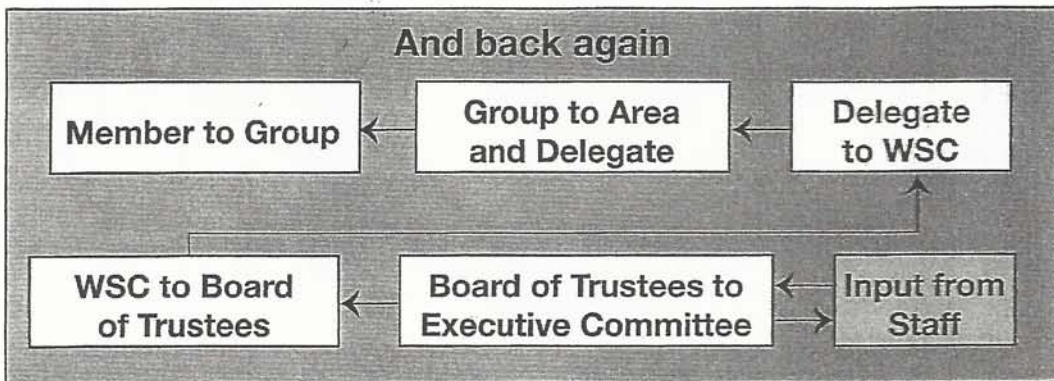 And back again
Member to Group
Group to Area
and Delegate
Delegate
to WSC
WSC to Board
of Trustees
Board of Trustees to
Executive Committee
Input from
Staff